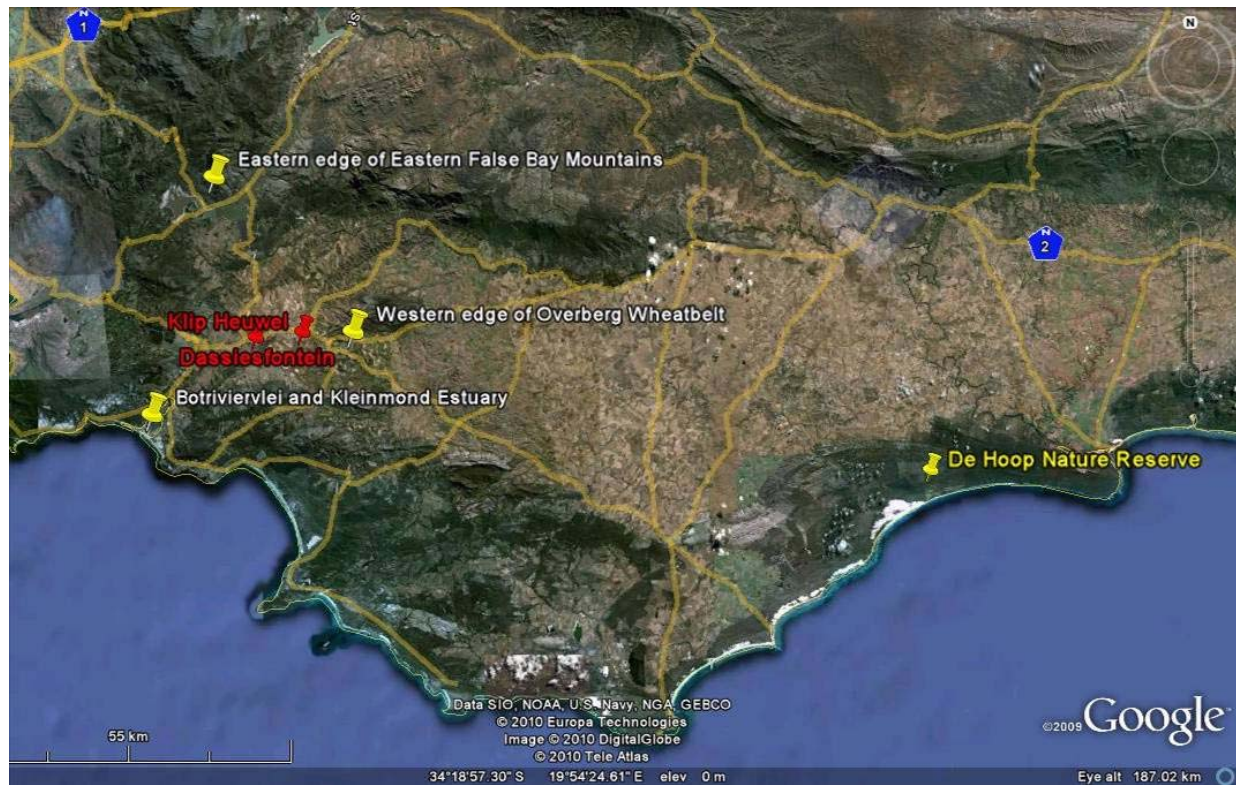 N
1
N
Eastern edge of Eastern False Bay Mountains
N
2
Klip Heuwel
Western edge of Overberg Wheatbelt
Dassiesfontein
Botriviervlei and Kleinmond Estuary
De Hoop Nature Reserve
Data SIO, NOAA, U.S. Navy, NGA, GEBCO
© 2010 Europa Technologies
Image © 2010 DigitalGlobe
© 2010 Tele Atlas
©2009 Google
55 km
34°18'57.30" S 19°54'24.61" E elev 0 m
Eye alt 187.02 km